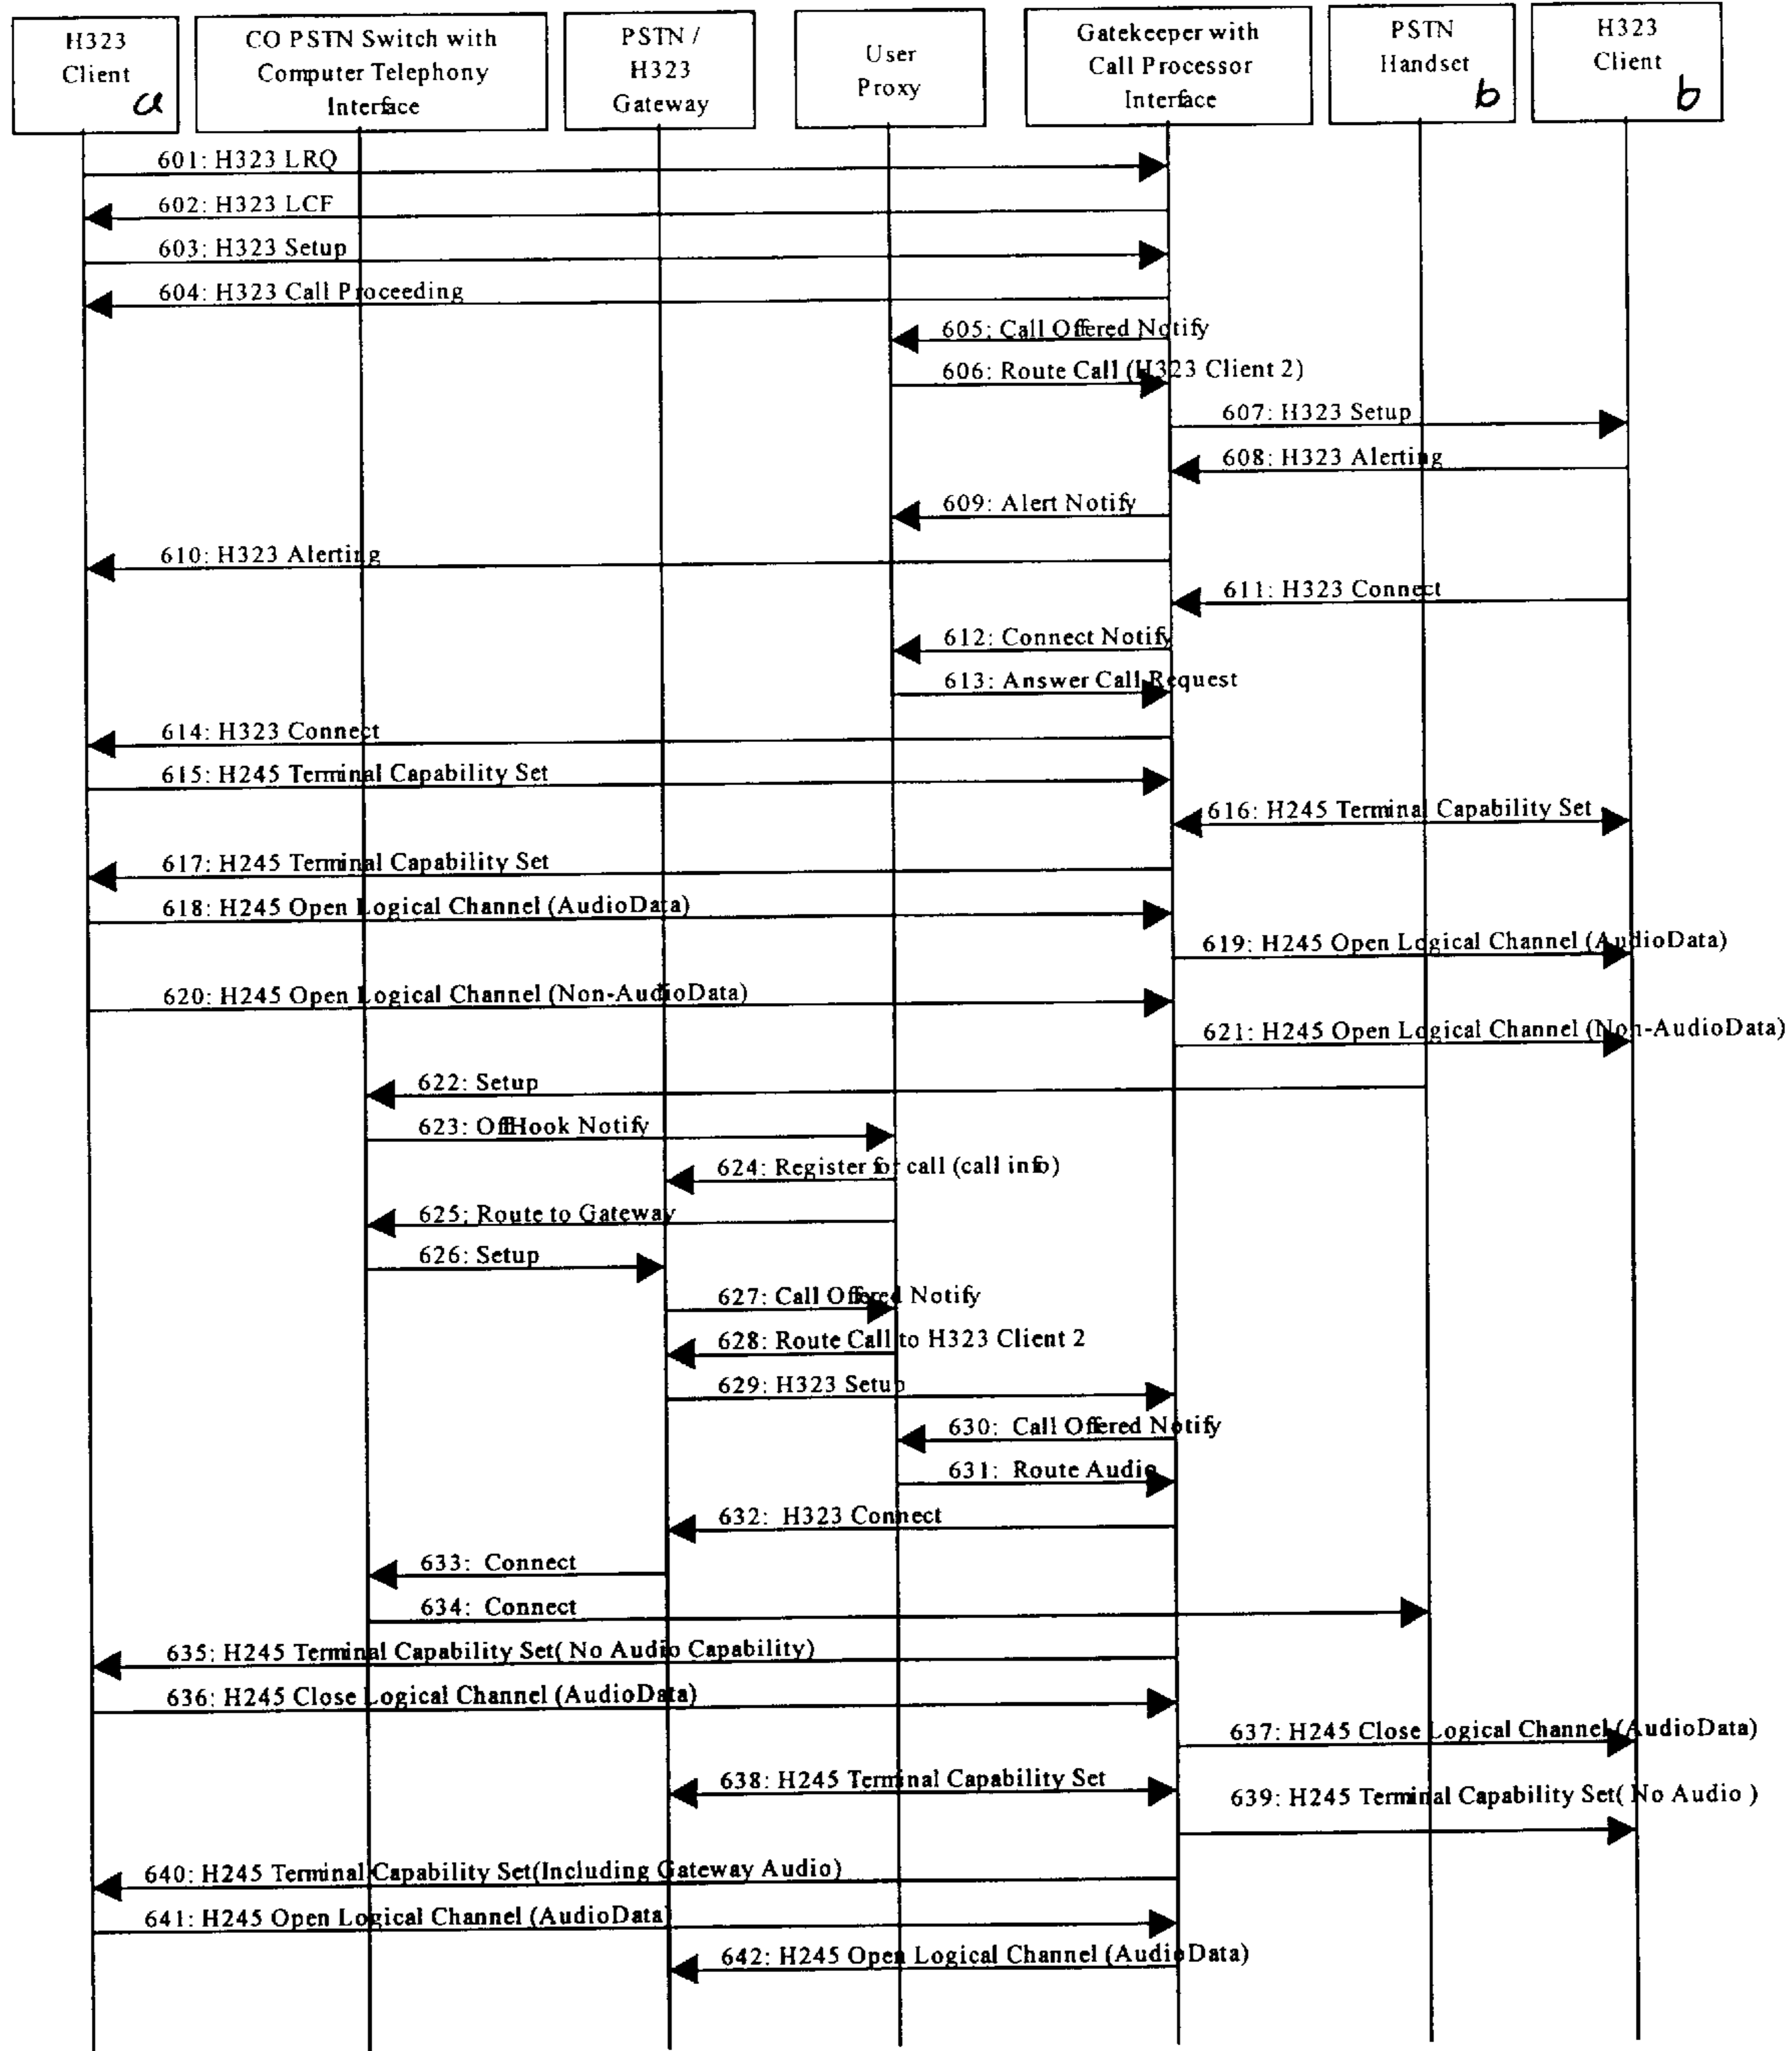 H323
Client
a
CO PSTN Switch with
Computer Telephony
Interface
PSTN /
H323
Gateway
User
Proxy
Gatekeeper with
Call Processor
Interface
PSTN
Handset
b
H323
Client
b
601: H323 LRQ
602: H323 LCF
603: H323 Setup
604: H323 Call Proceeding
605: Call Offered Notify
606: Route Call (H323 Client 2)
607: H323 Setup
608: H323 Alerting
609: Alert Notify
610: H323 Alerting
611: H323 Connect
612: Connect Notify
613: Answer Call Request
614: H323 Connect
615: H245 Terminal Capability Set
616: H245 Terminal Capability Set
617: H245 Terminal Capability Set
618: H245 Open Logical Channel (AudioData)
619: H245 Open Logical Channel (AudioData)
620: H245 Open Logical Channel (Non-AudioData)
621: H245 Open Logical Channel (Non-AudioData)
622: Setup
623: OffHook Notify
624: Register for call (call info)
625: Route to Gateway
626: Setup
627: Call Offered Notify
628: Route Call to H323 Client 2
629: H323 Setup
630: Call Offered Notify
631: Route Audio
632: H323 Connect
633: Connect
634: Connect
635: H245 Terminal Capability Set( No Audio Capability)
636: H245 Close Logical Channel (AudioData)
637: H245 Close Logical Channel (AudioData)
638: H245 Terminal Capability Set
639: H245 Terminal Capability Set( No Audio )
640: H245 Terminal Capability Set(Including Gateway Audio)
641: H245 Open Logical Channel (AudioData)
642: H245 Open Logical Channel (AudioData)